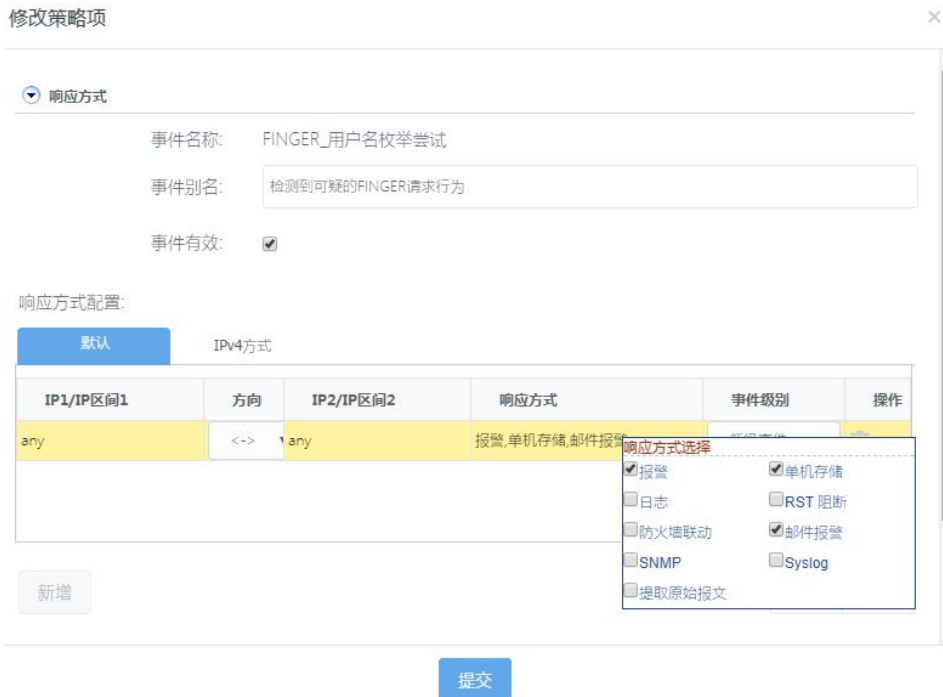 修改策略项
响应方式
事件名称: FINGER_用户名枚举尝试
事件别名: 检测到可疑的FINGER请求行为
事件有效:
响应方式配置:
默认 IPv4方式
IP1/IP区间1 方向 IP2/IP区间2 响应方式 事件级别 操作
any <-> any 报警,单机存储,邮件报警
响应方式选择
报警 单机存储
日志 RST 阻断
防火墙联动 邮件报警
SNMP Syslog
提取原始报文
新增
提交